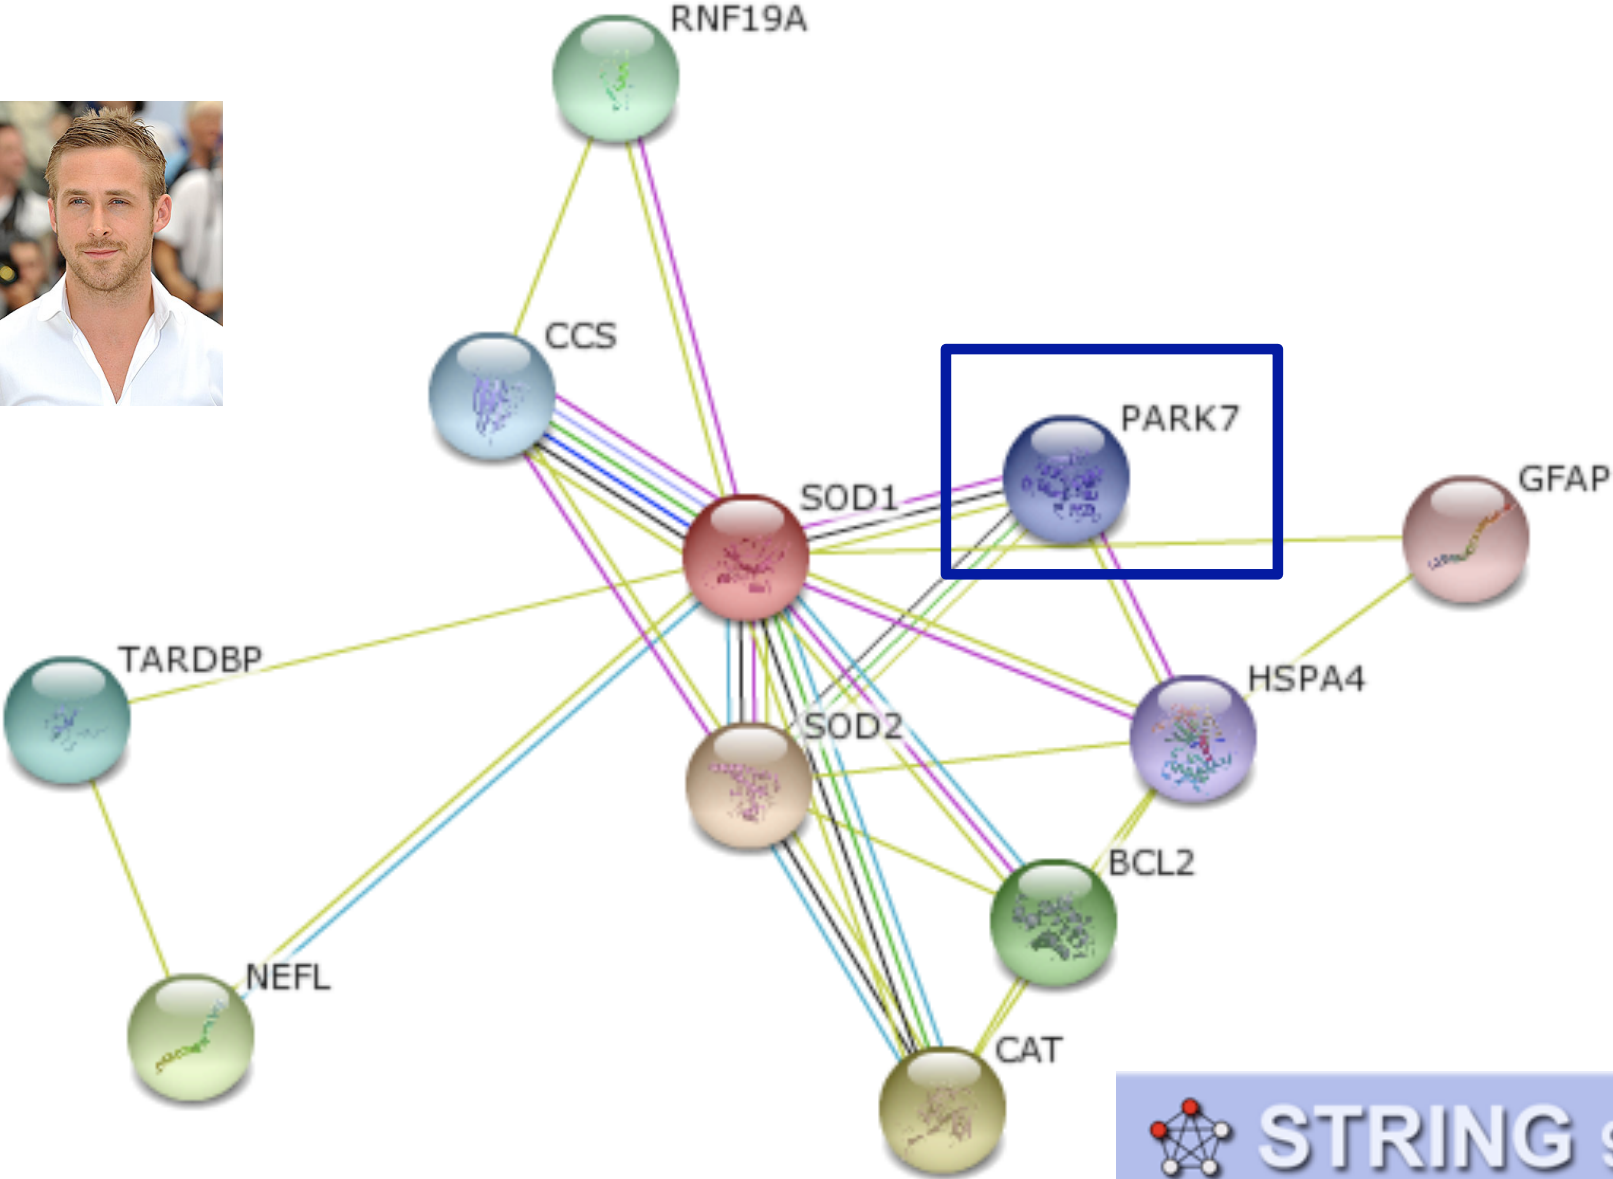 RNF19A
CCS
PARK7
SOD1
GFAP
TARDBP
HSPA4
SOD2
BCL2
NEFL
CAT
STRING